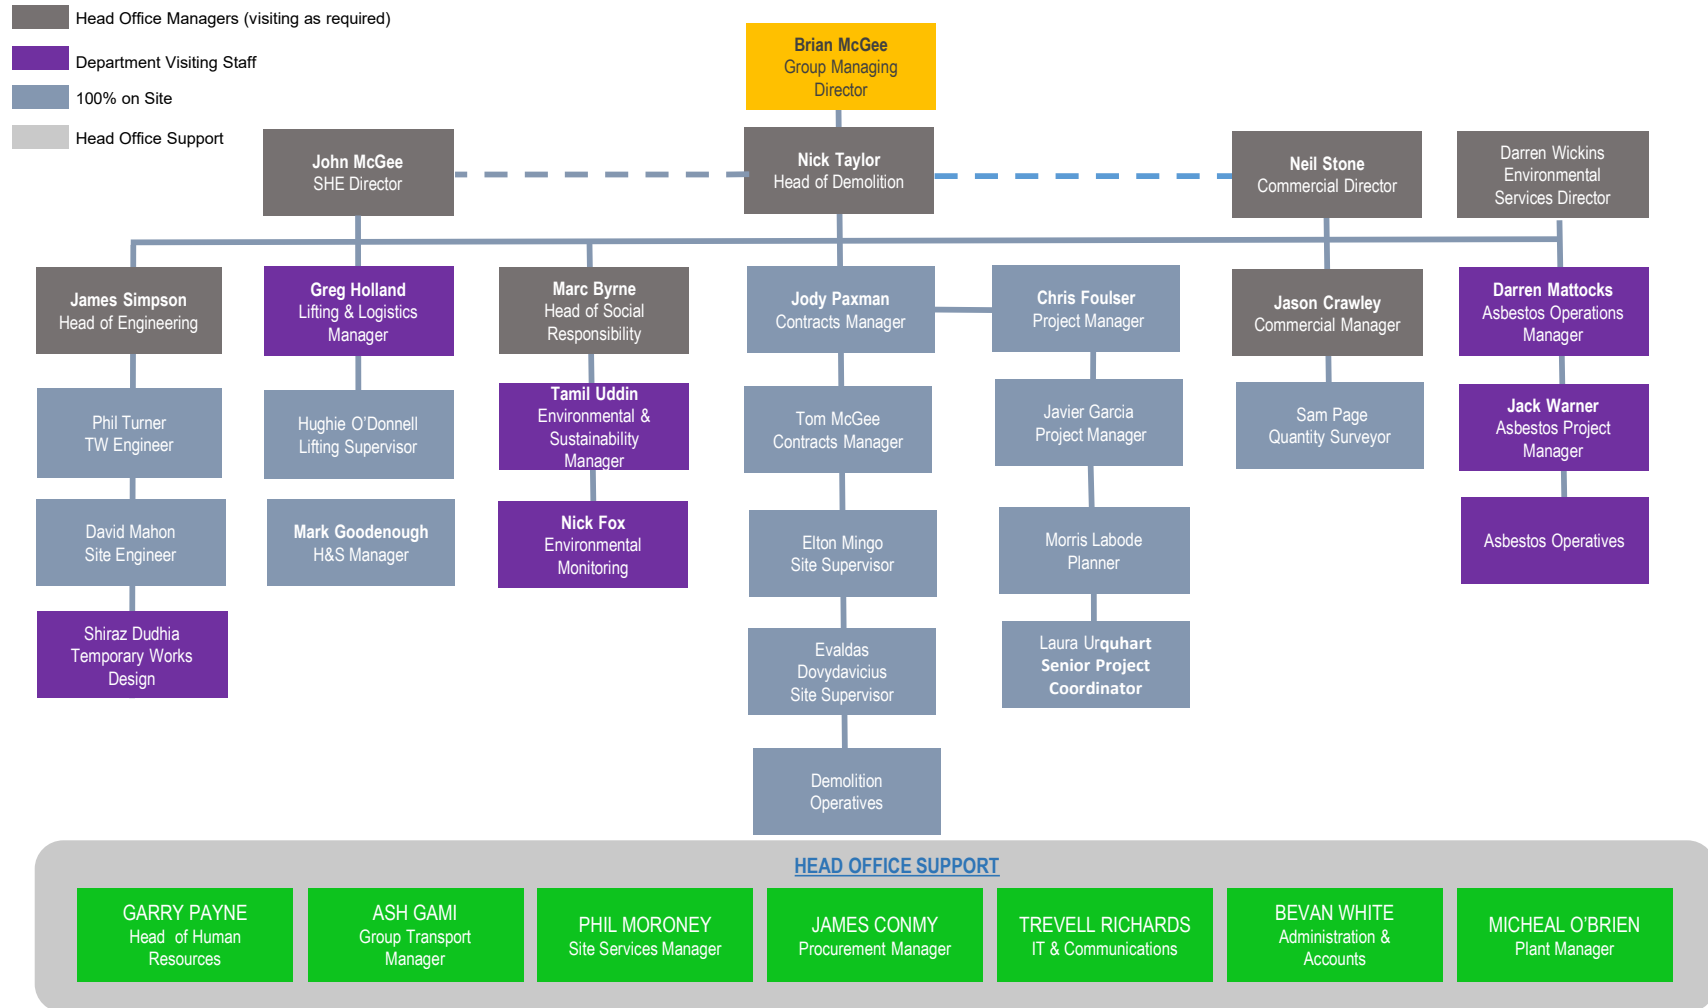 Head Office Managers (visiting as required)
Department Visiting Staff
100% on Site
Head Office Support
Brian McGee
Group Managing
Director
John McGee
SHE Director
Nick Taylor
Head of Demolition
Neil Stone
Commercial Director
Darren Wickins
Environmental
Services Director
James Simpson
Head of Engineering
Greg Holland
Lifting & Logistics
Manager
Marc Byrne
Head of Social
Responsibility
Jody Paxman
Contracts Manager
Chris Foulser
Project Manager
Jason Crawley
Commercial Manager
Darren Mattocks
Asbestos Operations
Manager
Phil Turner
TW Engineer
Hughie O'Donnell
Lifting Supervisor
Tamil Uddin
Environmental &
Sustainability
Manager
Tom McGee
Contracts Manager
Javier Garcia
Project Manager
Sam Page
Quantity Surveyor
Jack Warner
Asbestos Project
Manager
David Mahon
Site Engineer
Mark Goodenough
H&S Manager
Nick Fox
Environmental
Monitoring
Elton Mingo
Site Supervisor
Morris Labode
Planner
Asbestos Operatives
Shiraz Dudhia
Temporary Works
Design
Evaldas
Dovydavicius
Site Supervisor
Laura Urquhart
Senior Project
Coordinator
Demolition
Operatives
HEAD OFFICE SUPPORT
GARRY PAYNE
Head of Human
Resources
ASH GAMI
Group Transport
Manager
PHIL MORONEY
Site Services Manager
JAMES CONMY
Procurement Manager
TREVELL RICHARDS
IT & Communications
BEVAN WHITE
Administration &
Accounts
MICHEAL O'BRIEN
Plant Manager